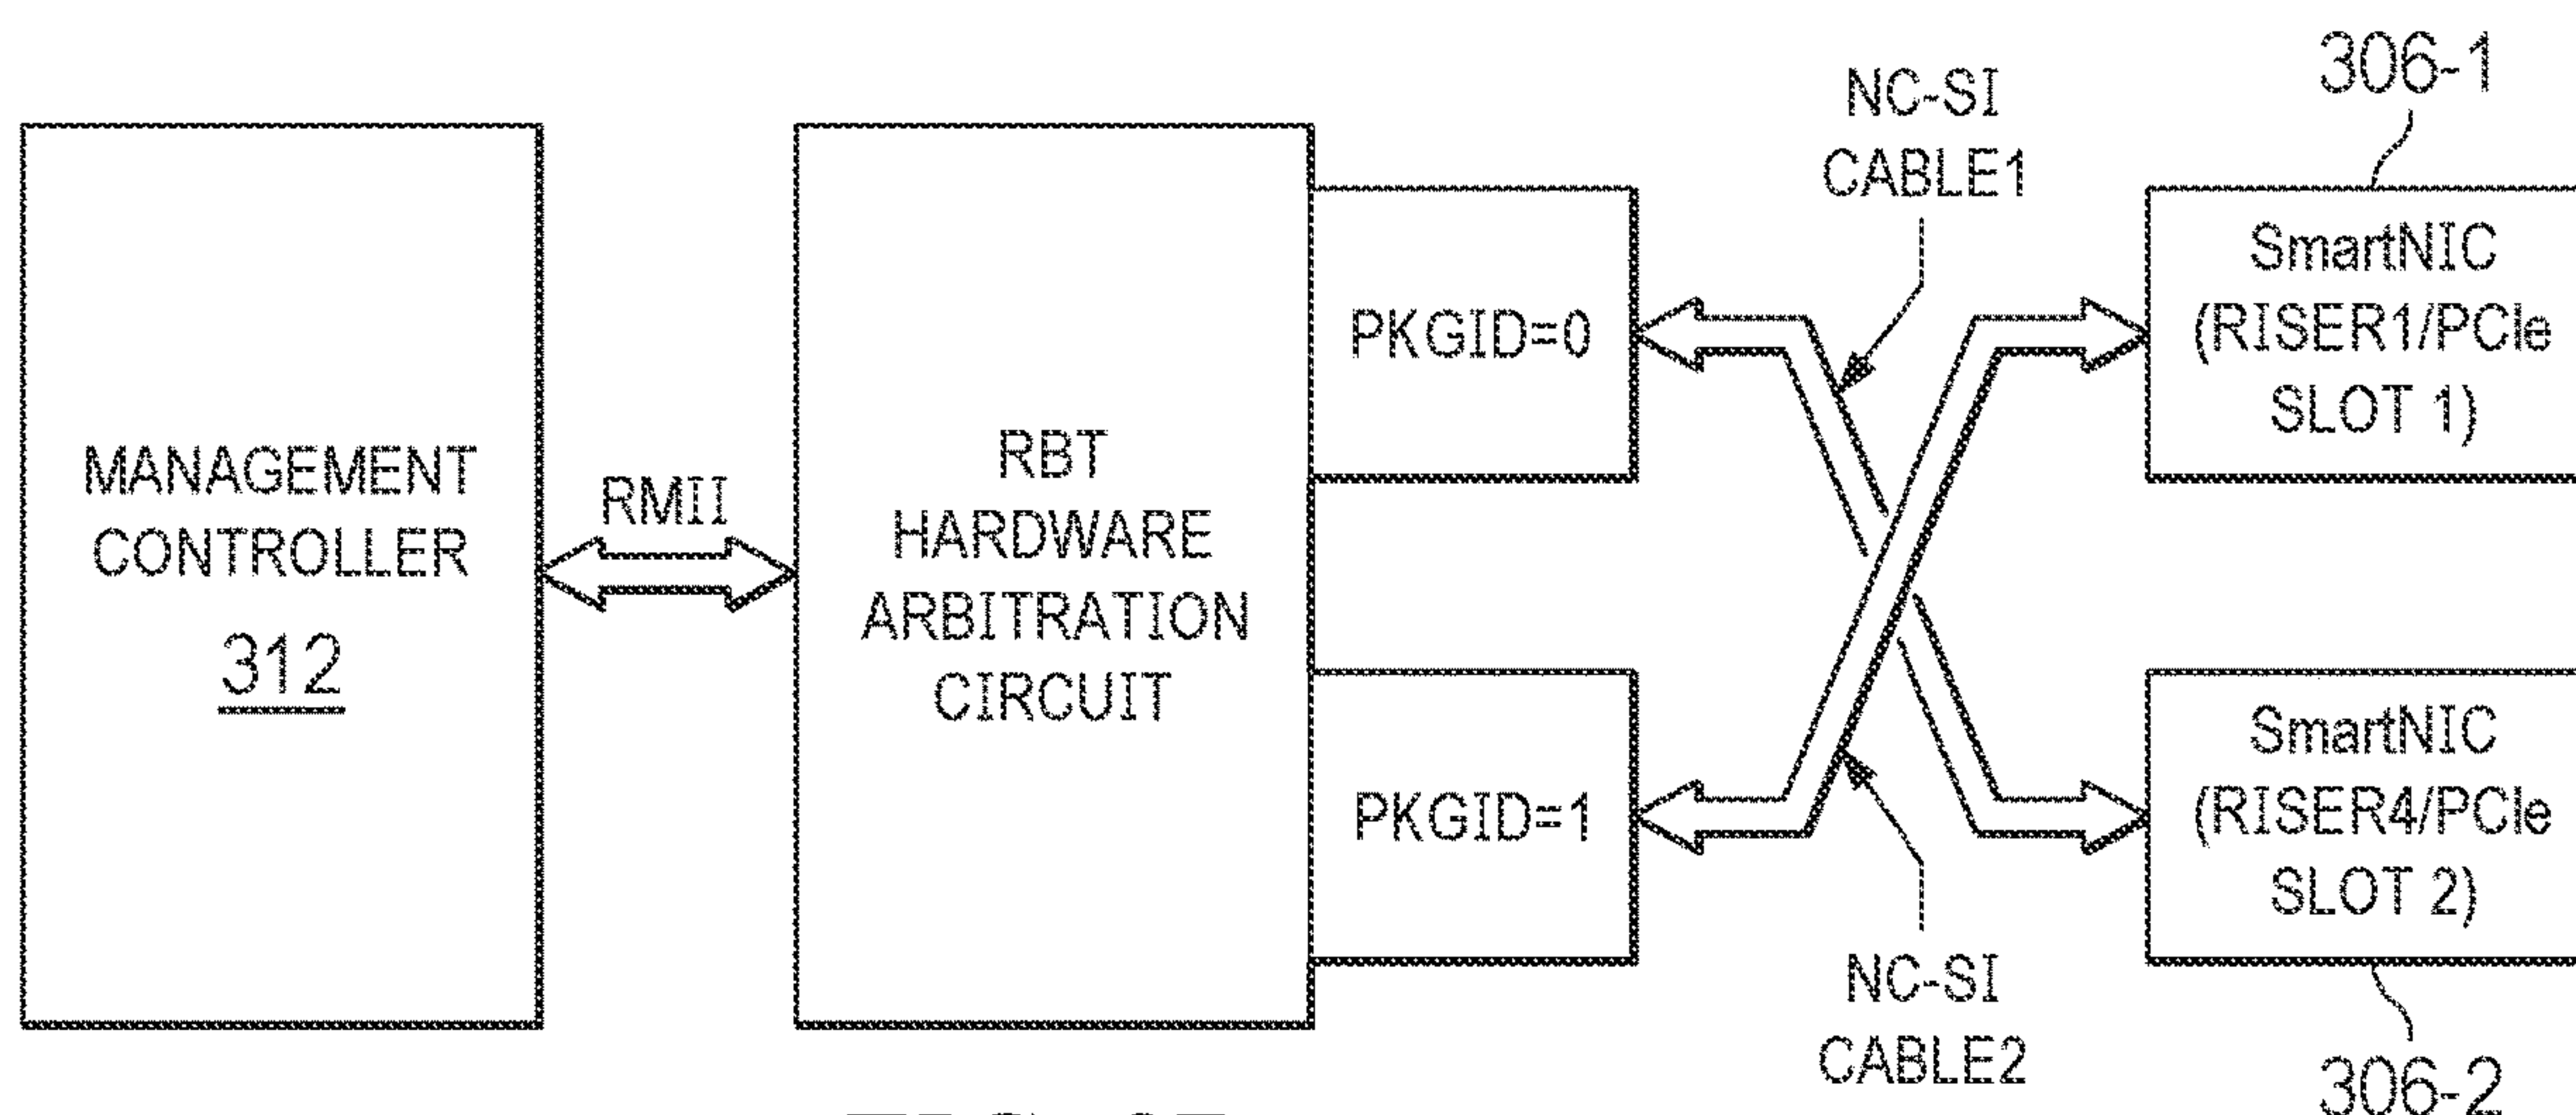 MANAGEMENT
CONTROLLER
312
RMII
RBT
HARDWARE
ARBITRATION
CIRCUIT
PKGID=0
PKGID=1
NC-SI
CABLE1
NC-SI
CABLE2
306-1
SmartNIC
(RISER1/PCIe
SLOT 1)
SmartNIC
(RISER4/PCIe
SLOT 2)
306-2